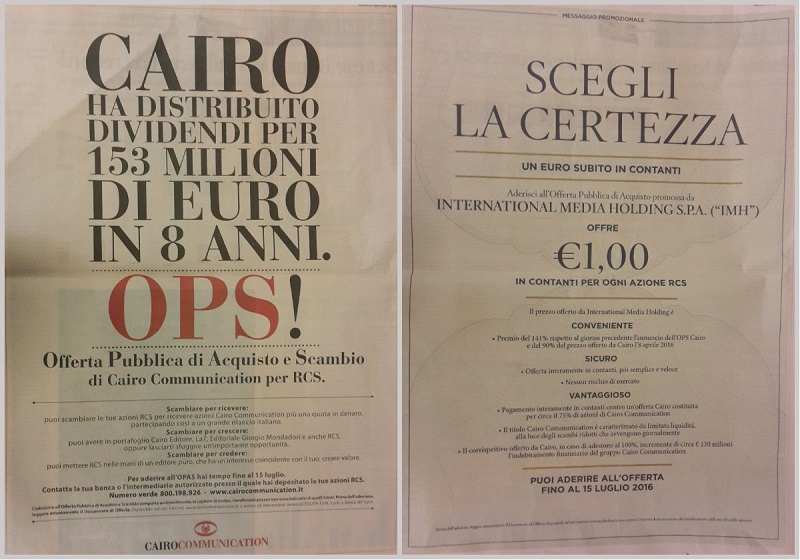 CAIRO
HA DISTRIBUITO
DIVIDENDI PER
153 MILIONI
DI EURO
IN 8 ANNI.
OPS!
Offerta Pubblica di Acquisto e Scambio
di Cairo Communication per RCS.
Scambiare per ricevere:
puoi scambiare le tue azioni RCS per ricevere azioni Cairo Communication più una quota in denaro,
partecipando così a un grande rilancio italiano.
Scambiare per crescere:
puoi avere in portafoglio Cairo Editore, La7, Editoriale Giorgio Mondadori e anche RCS,
oppure lasciarti sfuggire un'importante opportunità.
Scambiare per credere:
puoi mettere RCS nelle mani di un editore puro, che ha un interesse coincidente con il tuo: creare valore.
Per aderire all'OPAS hai tempo fino al 15 luglio.
Contatta la tua banca o l'intermediario autorizzato presso il quale hai depositato le tue azioni RCS.
Numero verde 800.198.926 - www.cairocommunication.it
CAIROCOMMUNICATION
MESSAGGIO PROMOZIONALE
SCEGLI
LA CERTEZZA
UN EURO SUBITO IN CONTANTI
Aderisci all'Offerta Pubblica di Acquisto promossa da
INTERNATIONAL MEDIA HOLDING S.P.A. ("IMH")
OFFRE
€1,00
IN CONTANTI PER OGNI AZIONE RCS
Il prezzo offerto da International Media Holding è
CONVENIENTE
• Premio del 141% rispetto al giorno precedente l'annuncio dell'OPS Cairo
e dal 90% del prezzo offerto da Cairo l'8 aprile 2016
SICURO
• Offerta interamente in contanti, più semplice e veloce
• Nessun rischio di mercato
VANTAGGIOSO
• Pagamento interamente in contanti contro un'offerta Cairo costituita
per circa il 75% di azioni di Cairo Communication
• Il titolo Cairo Communication è caratterizzato da limitata liquidità,
alla luce degli scambi ridotti che avvengono giornalmente
• Il corrispettivo offerto da Cairo, in caso di adesione al 100%, incrementa di circa € 130 milioni
l'indebitamento finanziario del gruppo Cairo Communication
PUOI ADERIRE ALL'OFFERTA
FINO AL 15 LUGLIO 2016